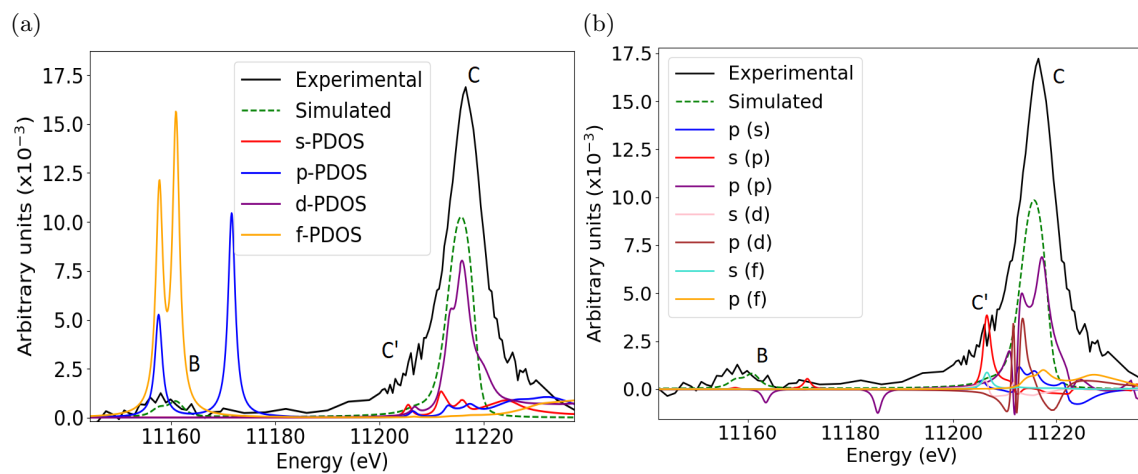 (a)
Arbitrary units (x10⁻³)
17.5
15.0
12.5
10.0
7.5
5.0
2.5
0.0
Experimental
Simulated
s-PDOS
p-PDOS
d-PDOS
f-PDOS
B
C'
C
11160
11180
11200
11220
Energy (eV)
(b)
Arbitrary units (x10⁻³)
17.5
15.0
12.5
10.0
7.5
5.0
2.5
0.0
Experimental
Simulated
p (s)
s (p)
p (p)
s (d)
p (d)
s (f)
p (f)
B
C'
C
11160
11180
11200
11220
Energy (eV)